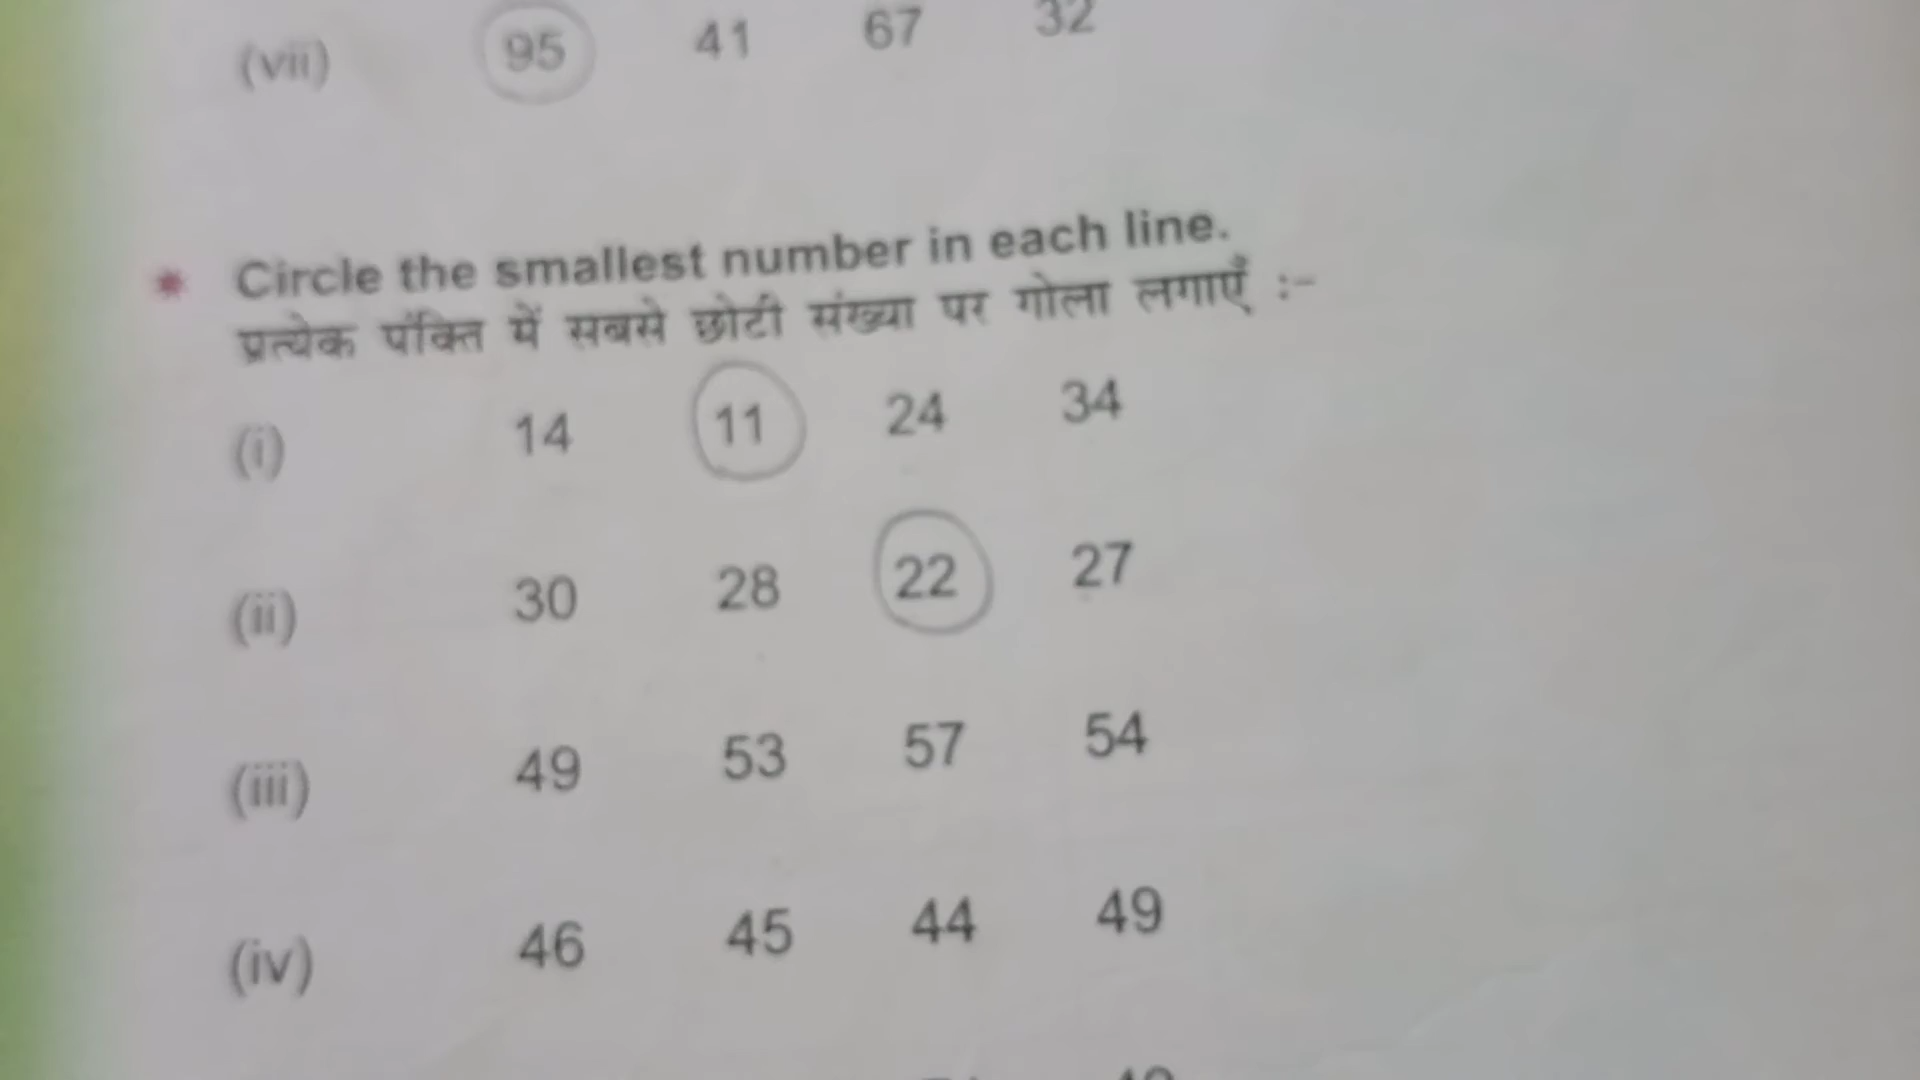 (vii) 95 41 67 32
* Circle the smallest number in each line.
प्रत्येक पंक्ति में सबसे छोटी संख्या पर गोला लगाएँ :-
(i) 14 11 24 34
(ii) 30 28 22 27
(iii) 49 53 57 54
(iv) 46 45 44 49